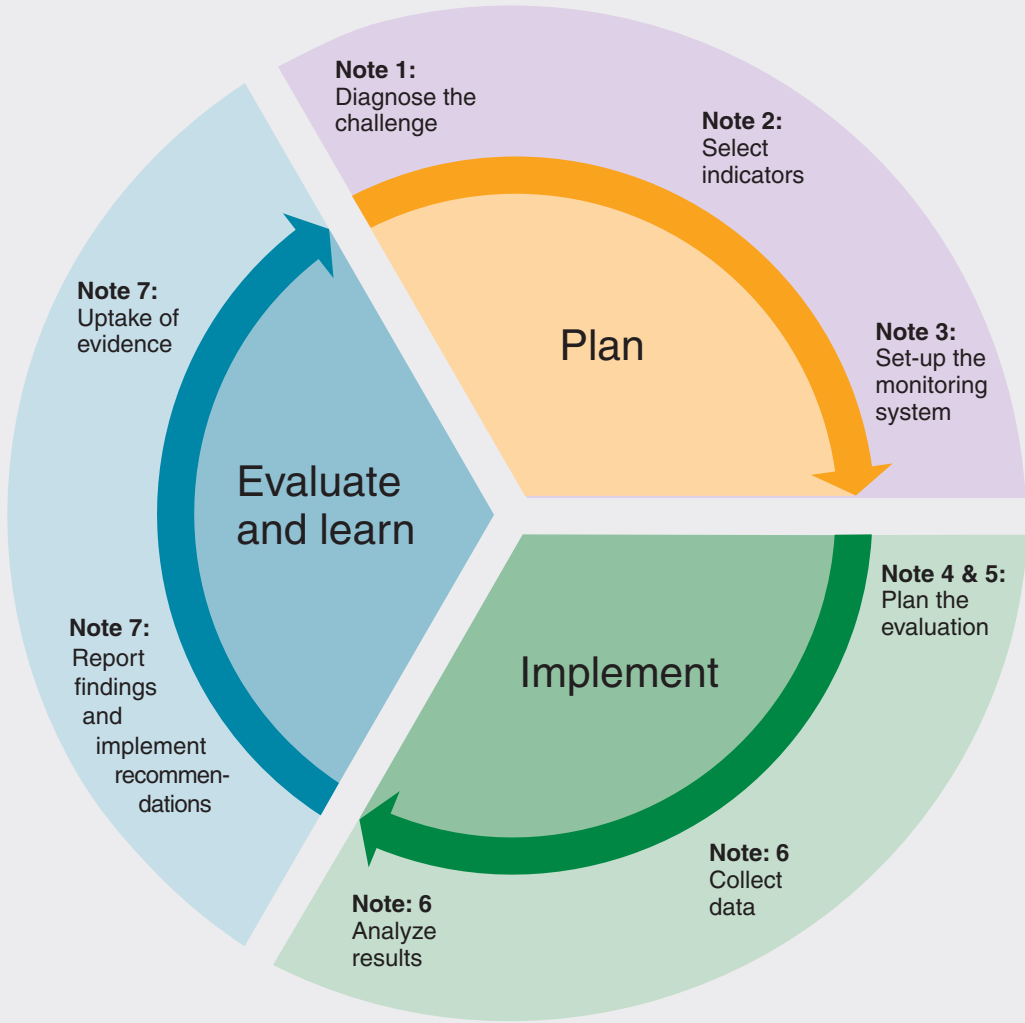 Note 1:
Diagnose the
challenge
Note 2:
Select
indicators
Note 3:
Set-up the
monitoring
system
Plan
Note 4 & 5:
Plan the
evaluation
Implement
Note: 6
Collect
data
Note: 6
Analyze
results
Note 7:
Report
findings
and
implement
recommen-
dations
Evaluate
and learn
Note 7:
Uptake of
evidence